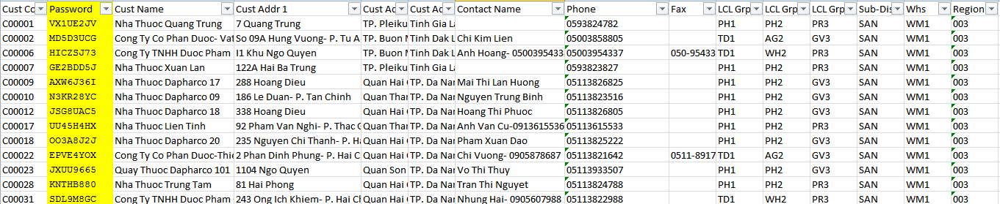 Cust Co Password Cust Name Cust Addr 1 Cust Ad Cust Ad Contact Name Phone Fax LCL Grp LCL Grp LCL Grp Sub-Dis Whs Region
C00001 VX1UE2JV Nha Thuoc Quang Trung 7 Quang Trung TP. Pleiku Tinh Gia La 0593824782 PH1 PH2 PR3 SAN WM1 003
C00002 MD5D3UCG Cong Ty Co Phan Duoc- Vat So 09A Hung Vuong- P. Tu A TP. Buon M Tinh Dak L Chi Kim Lien 05003858805 TD1 AG2 GV3 SAN WM1 003
C00006 HICZSJ73 Cong Ty TNHH Duoc Pham I1 Khu Ngo Quyen TP. Buon M Tinh Dak L Anh Hoang- 0500395433 05003954337 050-95433 TD1 WH2 PR3 SAN WM1 003
C00007 GE2BDD5J Nha Thuoc Xuan Lan 122A Hai Ba Trung TP. Pleiku Tinh Gia La 0593823827 PH1 PH2 PR3 SAN WM1 003
C00009 AXW6J36I Nha Thuoc Dapharco 17 288 Hoang Dieu Quan Hai C TP. Da Nan Mai Thi Lan Huong 05113826825 PH1 PH2 GV3 SAN WM1 003
C00010 N3KR28YC Nha Thuoc Dapharco 09 186 Le Duan- P. Tan Chinh Quan Than TP. Da Nan Nguyen Trung Binh 05113823516 PH1 PH2 GV3 SAN WM1 003
C00012 JSG8UAC5 Nha Thuoc Dapharco 18 338 Hoang Dieu Quan Hai C TP. Da Nan Hoang Thi Phuoc 05113826805 PH1 PH2 GV3 SAN WM1 003
C00017 UU45H4HX Nha Thuoc Lien Tinh 92 Pham Van Nghi- P. Thac G Quan Than TP. Da Nan Anh Van Cu-0913615536 05113615533 PH1 PH2 PR3 SAN WM1 003
C00018 OO3A8J2J Nha Thuoc Dapharco 20 235 Nguyen Chi Thanh- P. Ha Quan Hai C TP. Da Nan Pham Xuan Dao 05113825222 PH1 PH2 GV3 SAN WM1 003
C00022 EPVE4YOX Cong Ty Co Phan Duoc-Thie 2 Phan Dinh Phung- P. Hai C Quan Hai C TP. Da Nan Chi Vuong- 0905878687 05113821642 0511-8917 TD1 AG2 GV3 SAN WM1 003
C00023 JXUU9665 Quay Thuoc Dapharco 101 1104 Ngo Quyen Quan Son TP. Da Nan Vo Thi Thuy 05113933507 PH1 PH2 GV3 SAN WM1 003
C00028 KNTHB880 Nha Thuoc Trung Tam 81 Hai Phong Quan Hai C TP. Da Nan Tran Thi Nguyet 05113824788 PH1 PH2 PR3 SAN WM1 003
C00031 SDL9M8GC Cong Ty TNHH Duoc Pham 243 Ong Ich Khiem- P. Hai Ch Quan Hai C TP. Da Nan Nhung Hai- 0905607988 05113822988 TD1 WH2 PR3 SAN WM1 003